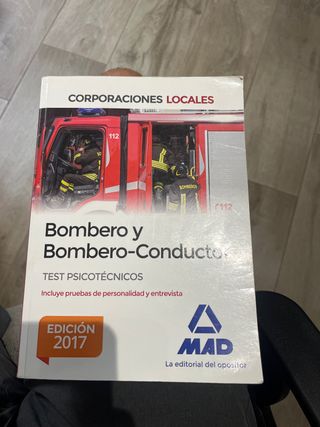 CORPORACIONES LOCALES
112
112
Bombero y
Bombero-Conductor
TEST PSICOTÉCNICOS
Incluye pruebas de personalidad y entrevista
EDICIÓN
2017
MAD
La editorial del opositor